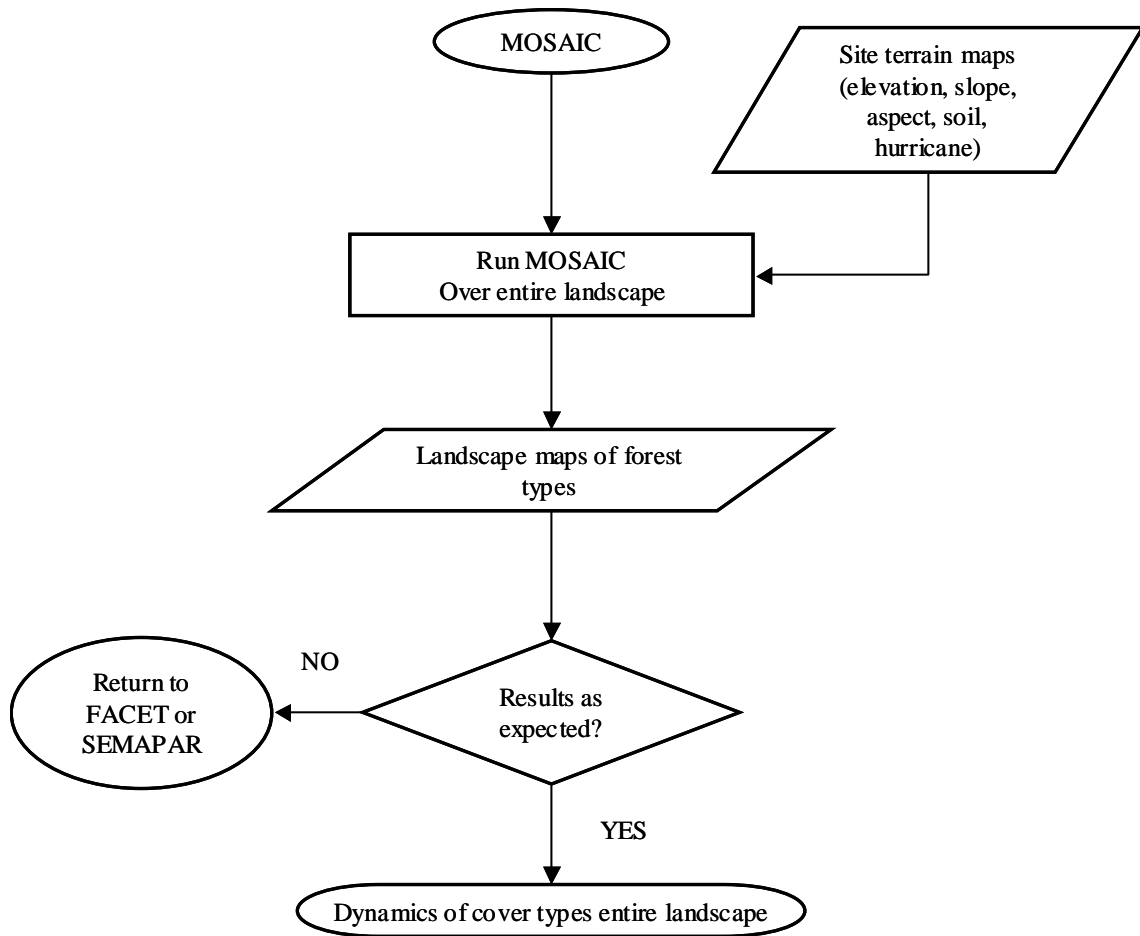 MOSAIC
Site terrain maps
(elevation, slope,
aspect, soil,
hurricane)
Run MOSAIC
Over entire landscape
Landscape maps of forest
types
NO
Return to
FACET or
SEMAPAR
Results as
expected?
YES
Dynamics of cover types entire landscape